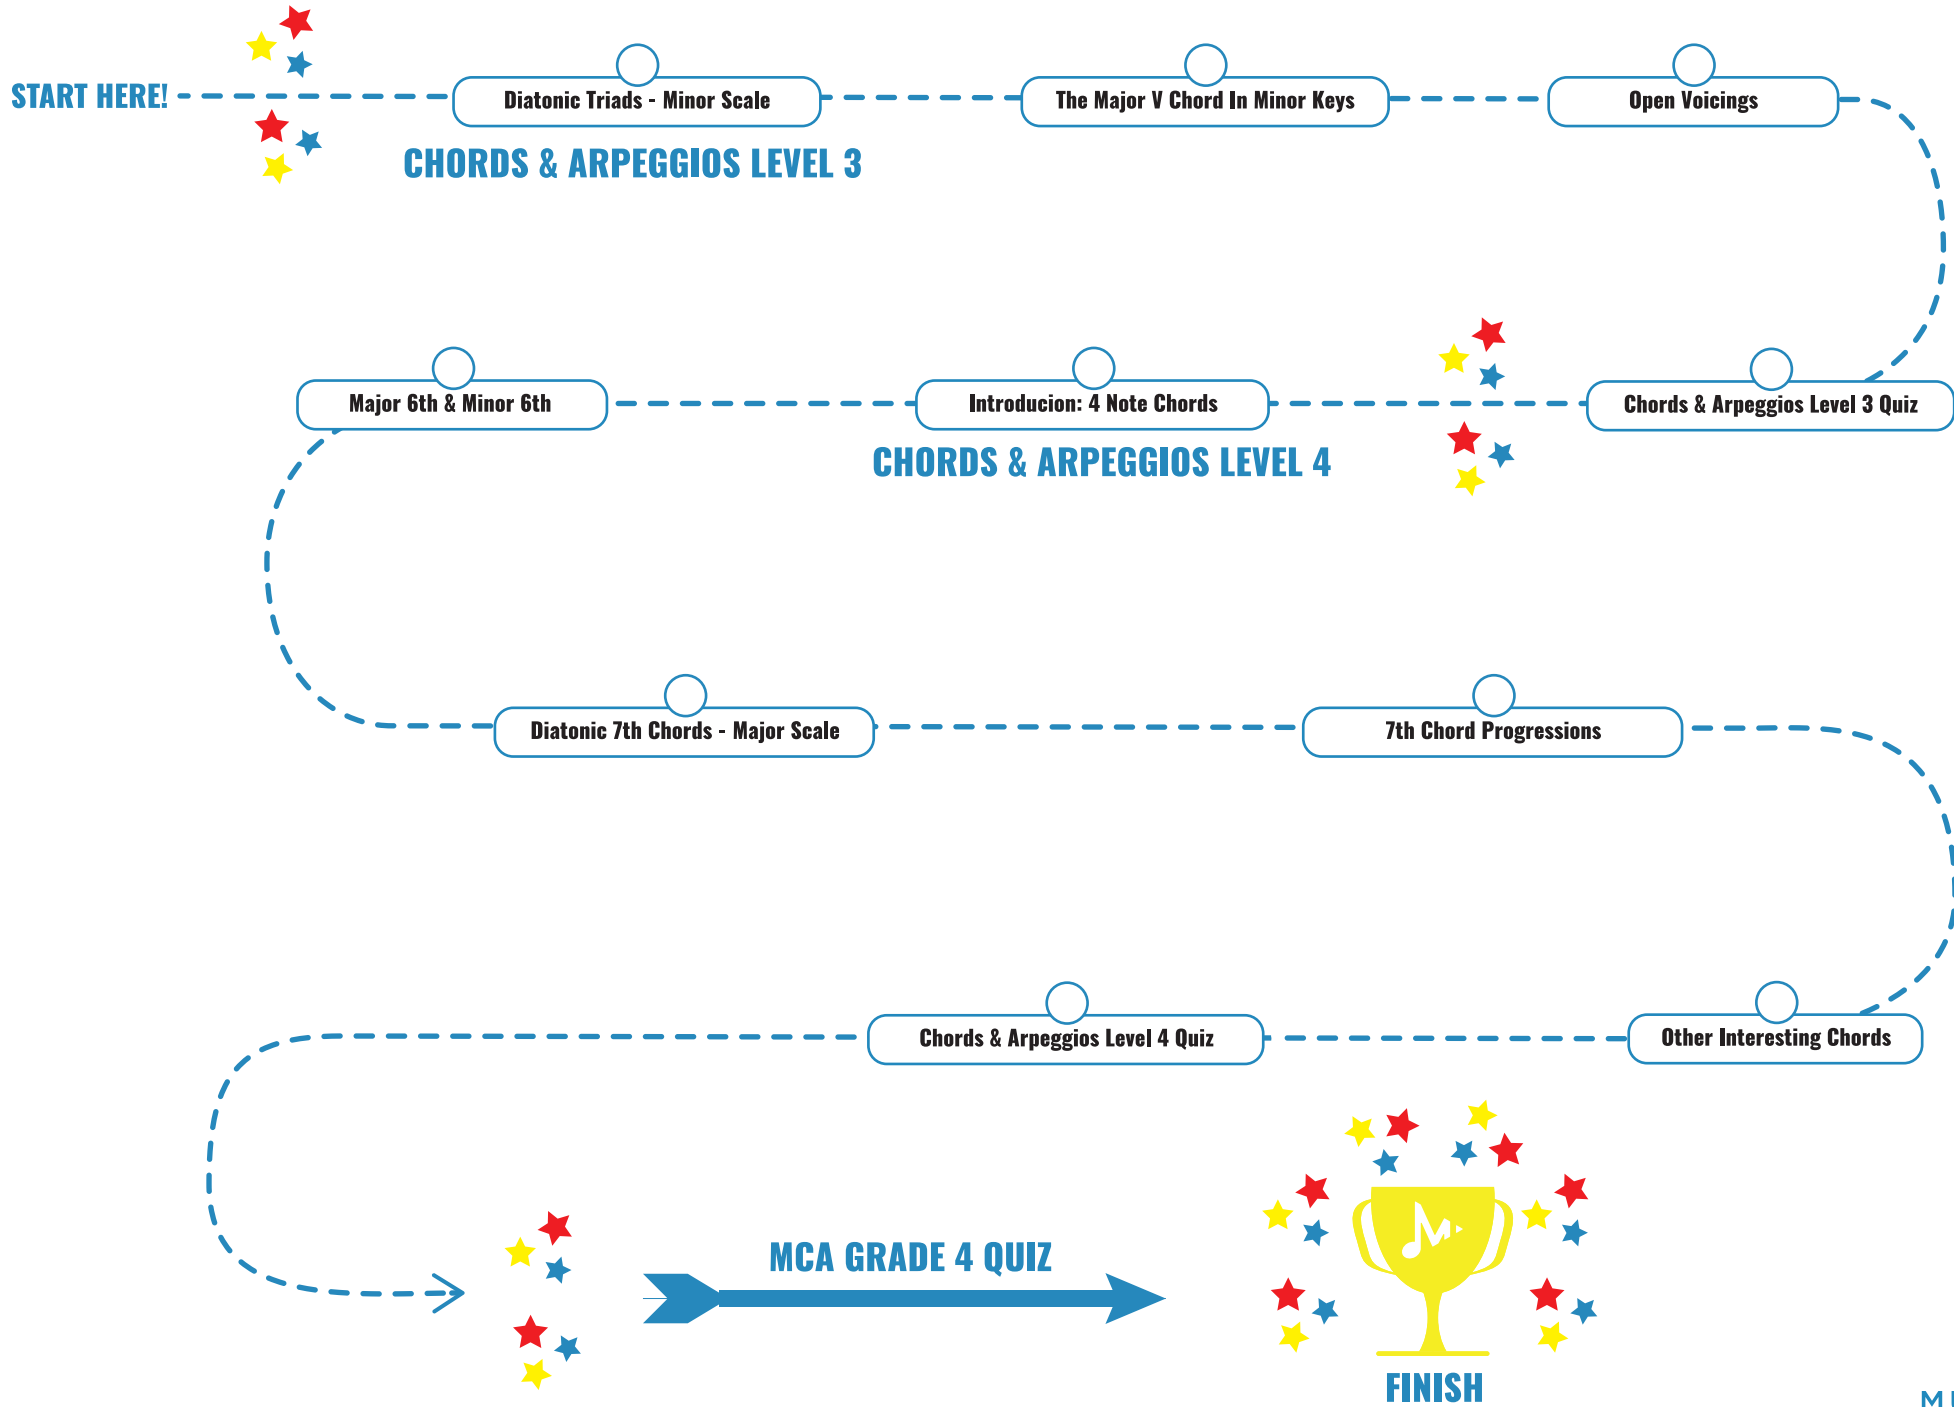 START HERE!
Diatonic Triads - Minor Scale
The Major V Chord In Minor Keys
Open Voicings
CHORDS & ARPEGGIOS LEVEL 3
Major 6th & Minor 6th
Introducion: 4 Note Chords
Chords & Arpeggios Level 3 Quiz
CHORDS & ARPEGGIOS LEVEL 4
Diatonic 7th Chords - Major Scale
7th Chord Progressions
Chords & Arpeggios Level 4 Quiz
Other Interesting Chords
MCA GRADE 4 QUIZ
FINISH